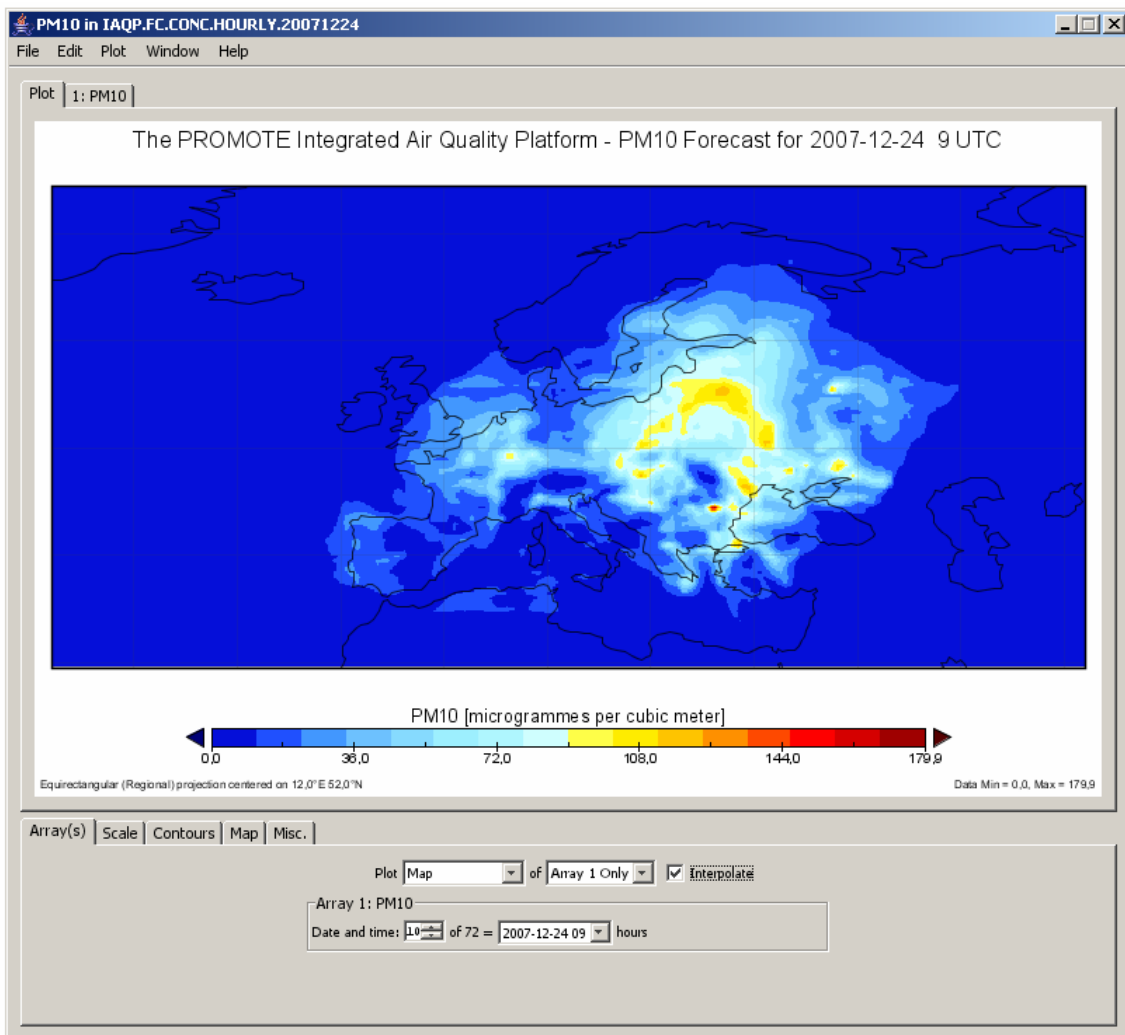 PM10 in IAQP.FC.CONC.HOURLY.20071224
File Edit Plot Window Help
Plot 1: PM10
The PROMOTE Integrated Air Quality Platform - PM10 Forecast for 2007-12-24 9 UTC
PM10 [microgrammes per cubic meter]
0,0 36,0 72,0 108,0 144,0 179,9
Equirectangular (Regional) projection centered on 12,0°E 52,0°N Data Min = 0,0, Max = 179,9
Array(s) Scale Contours Map Misc.
Plot Map of Array 1 Only Interpolate
Array 1: PM10
Date and time: 10 of 72 = 2007-12-24 09 hours